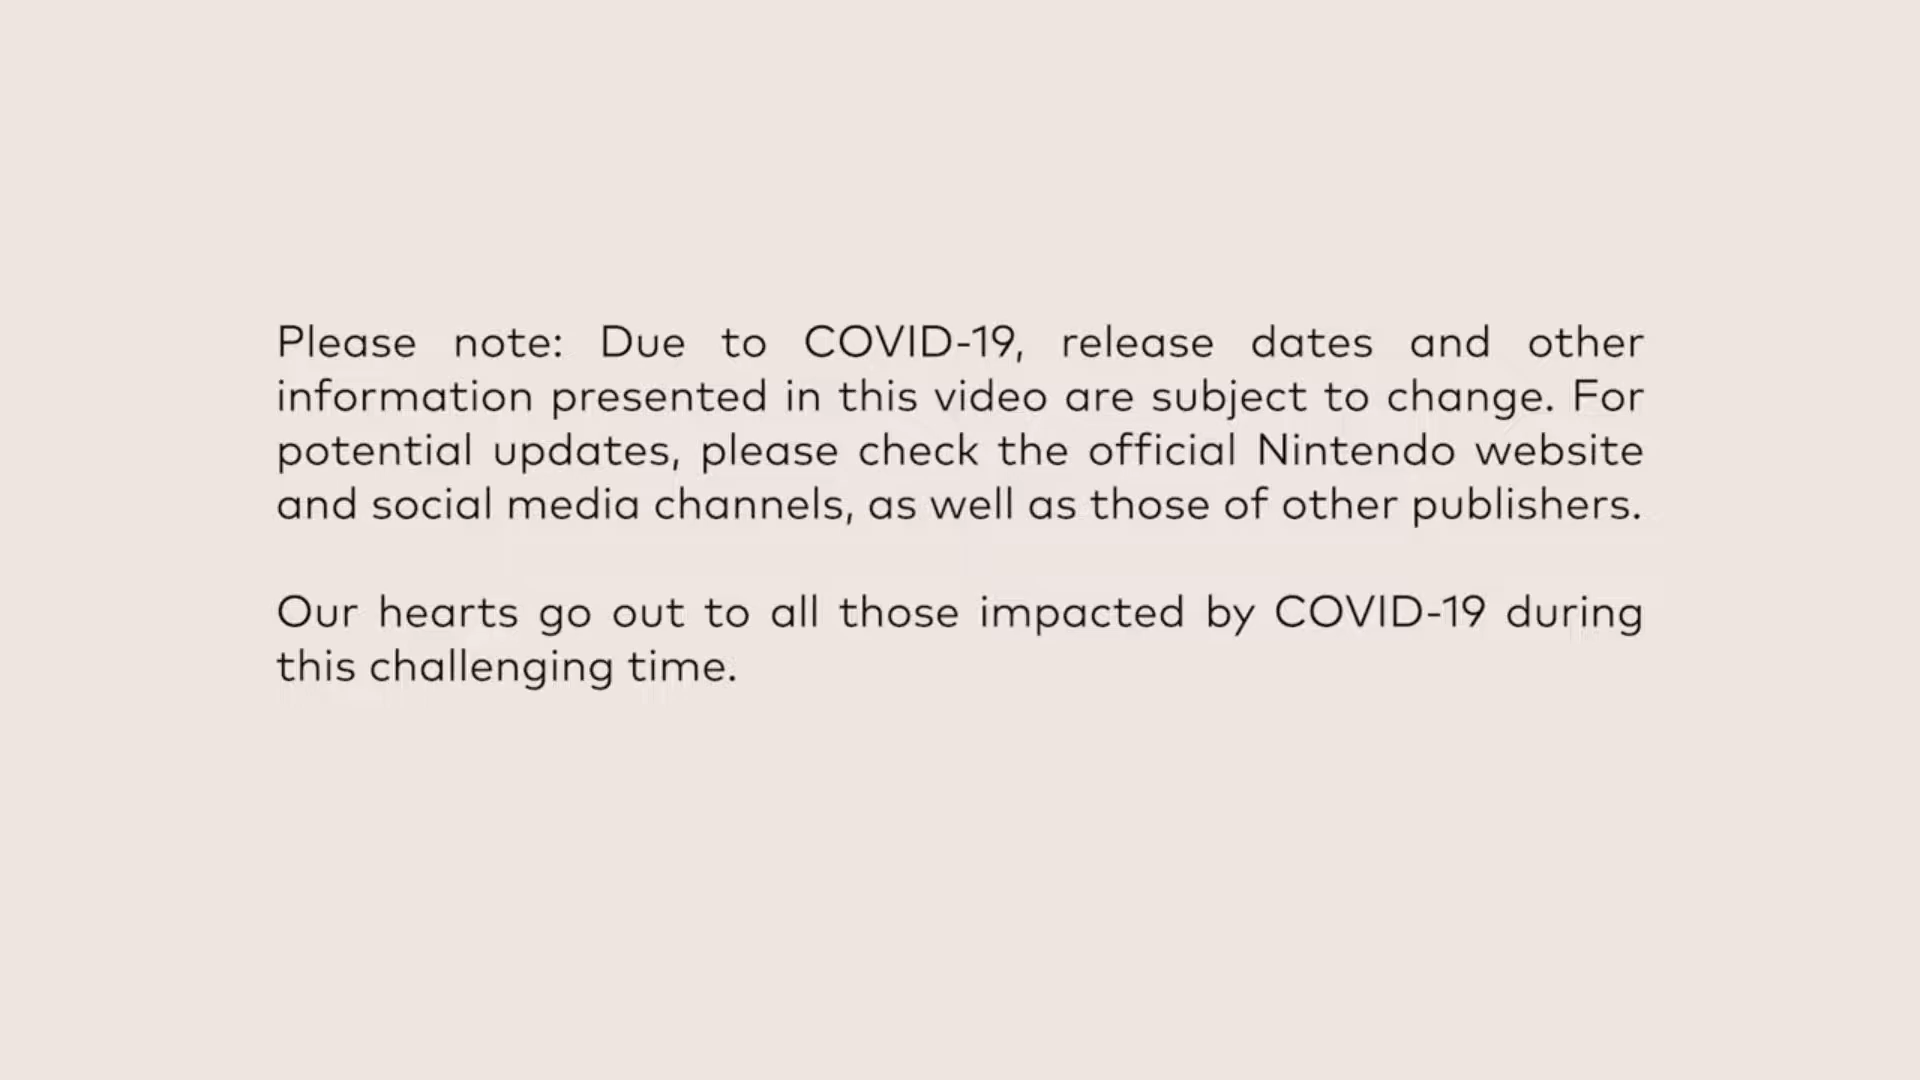 Please note: Due to COVID-19, release dates and other
information presented in this video are subject to change. For
potential updates, please check the official Nintendo website
and social media channels, as well as those of other publishers.
Our hearts go out to all those impacted by COVID-19 during
this challenging time.